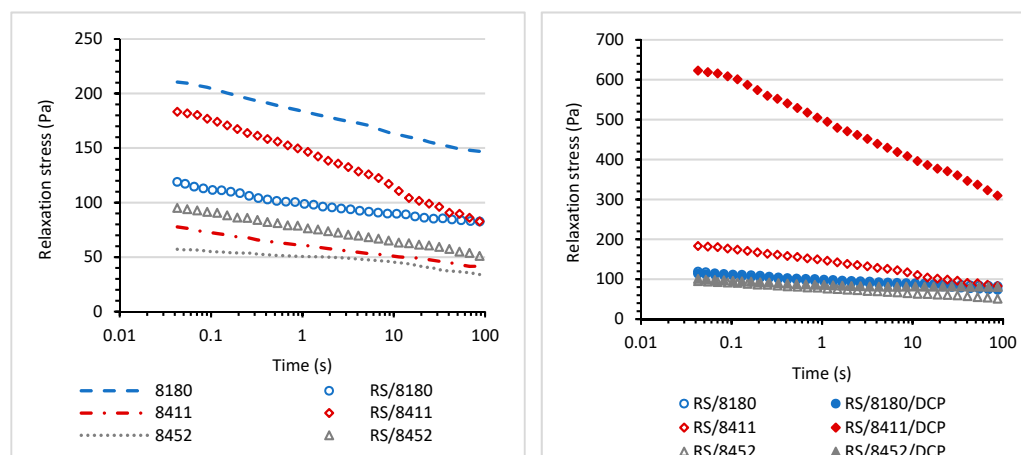 250
200
150
100
50
0
0.01 0.1 1 10 100
Relaxation stress (Pa)
Time (s)
8180 RS/8180
8411 RS/8411
8452 RS/8452
700
600
500
400
300
200
100
0
0.01 0.1 1 10 100
Relaxation stress (Pa)
Time (s)
RS/8180 RS/8180/DCP
RS/8411 RS/8411/DCP
RS/8452 RS/8452/DCP